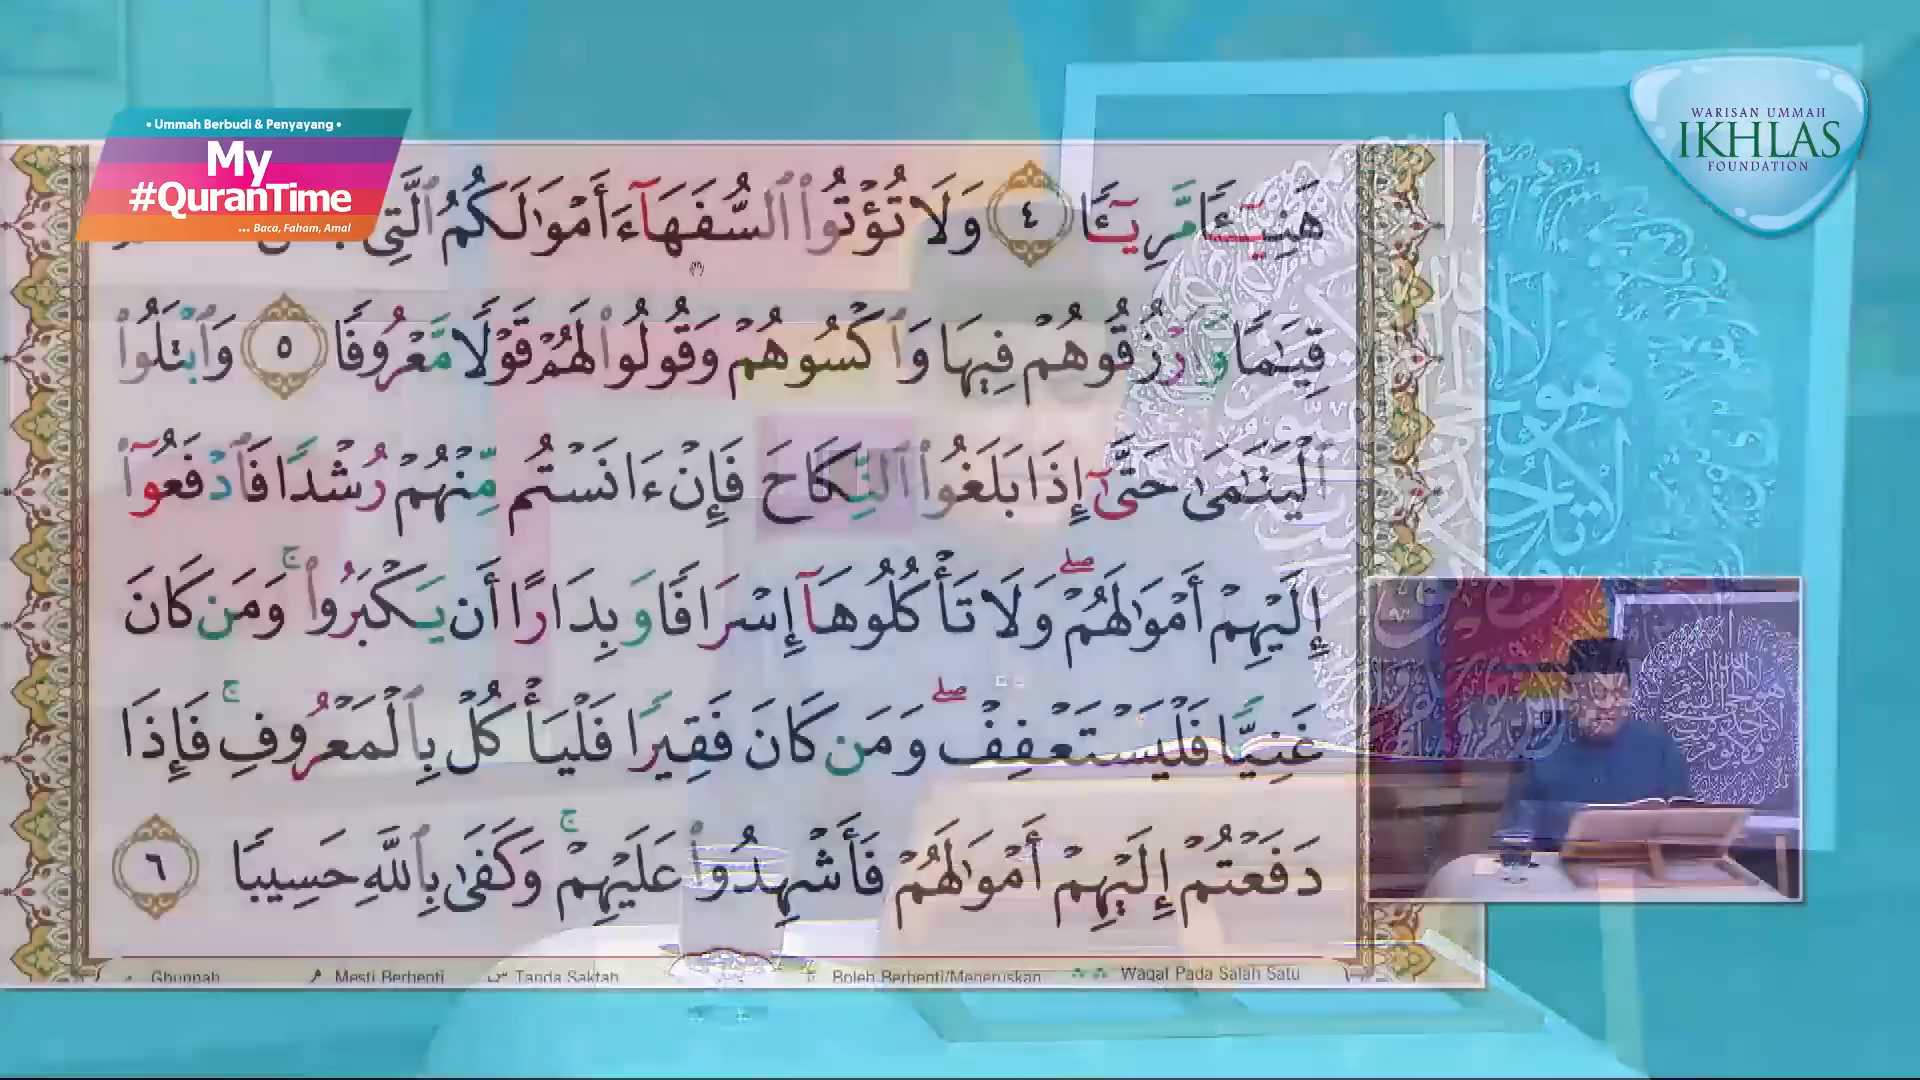 • Ummah Berbudi & Penyayang •
My
#QuranTime
... Baca, Faham, Amal
WARISAN UMMAH
IKHLAS
FOUNDATION
هَنِيٓـًٔا مَّرِيٓـًٔا ٤ وَلَا تُؤْتُوا۟ ٱلسُّفَهَآءَ أَمْوَٰلَكُمُ ٱلَّتِى
قِيَـٰمًا وَٱرْزُقُوهُمْ فِيهَا وَٱكْسُوهُمْ وَقُولُوا۟ لَهُمْ قَوْلًا مَّعْرُوفًا ٥ وَٱبْتَلُوا۟
ٱلْيَتَـٰمَىٰ حَتَّىٰٓ إِذَا بَلَغُوا۟ ٱلنِّكَاحَ فَإِنْ ءَانَسْتُم مِّنْهُمْ رُشْدًا فَٱدْفَعُوٓا۟
إِلَيْهِمْ أَمْوَٰلَهُمْ ۖ وَلَا تَأْكُلُوهَآ إِسْرَافًا وَبِدَارًا أَن يَكْبَرُوا۟ ۚ وَمَن كَانَ
غَنِيًّا فَلْيَسْتَعْفِفْ ۖ وَمَن كَانَ فَقِيرًا فَلْيَأْكُلْ بِٱلْمَعْرُوفِ ۚ فَإِذَا
دَفَعْتُمْ إِلَيْهِمْ أَمْوَٰلَهُمْ فَأَشْهِدُوا۟ عَلَيْهِمْ ۚ وَكَفَىٰ بِٱللَّهِ حَسِيبًا ٦
Ghunnah
Mesti Berhenti
Tanda Saktah
Boleh Berhenti/Meneruskan
Waqaf Pada Salah Satu